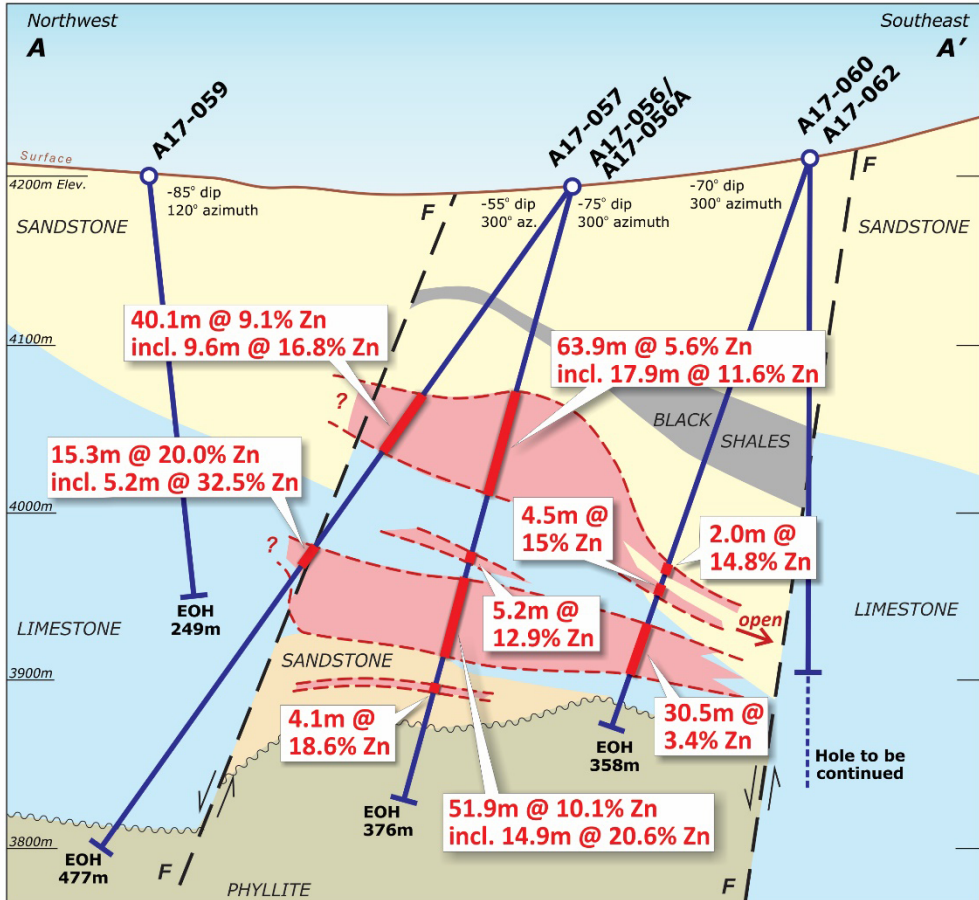 Northwest
A
Southeast
A'
A17-059
A17-057
A17-056/
A17-056A
A17-060
A17-062
Surface
4200m Elev.
-85° dip
120° azimuth
F
-55° dip
300° az.
-75° dip
300° azimuth
-70° dip
300° azimuth
F
SANDSTONE
SANDSTONE
4100m
40.1m @ 9.1% Zn
incl. 9.6m @ 16.8% Zn
63.9m @ 5.6% Zn
incl. 17.9m @ 11.6% Zn
?
BLACK
SHALES
15.3m @ 20.0% Zn
incl. 5.2m @ 32.5% Zn
4000m
4.5m @
15% Zn
2.0m @
14.8% Zn
?
EOH
249m
5.2m @
12.9% Zn
open
LIMESTONE
LIMESTONE
SANDSTONE
3900m
4.1m @
18.6% Zn
30.5m @
3.4% Zn
EOH
358m
Hole to be
continued
EOH
376m
51.9m @ 10.1% Zn
incl. 14.9m @ 20.6% Zn
3800m
EOH
477m
F
PHYLLITE
F